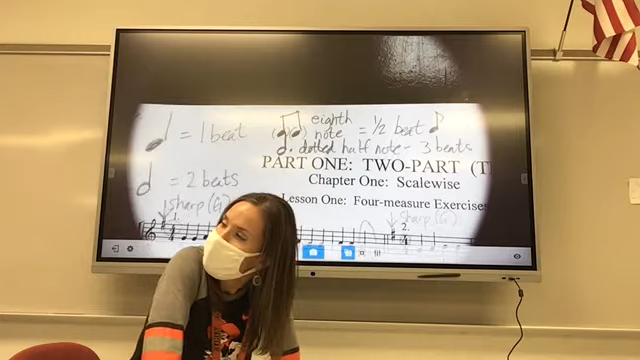 = 1 beat
eighth
note = 1/2 beat
dotted half note - 3 beats
PART ONE: TWO-PART (T
Chapter One: Scalewise
= 2 beats
Lesson One: Four-measure Exercises
sharp (G)
sharp (G)
1.
2.